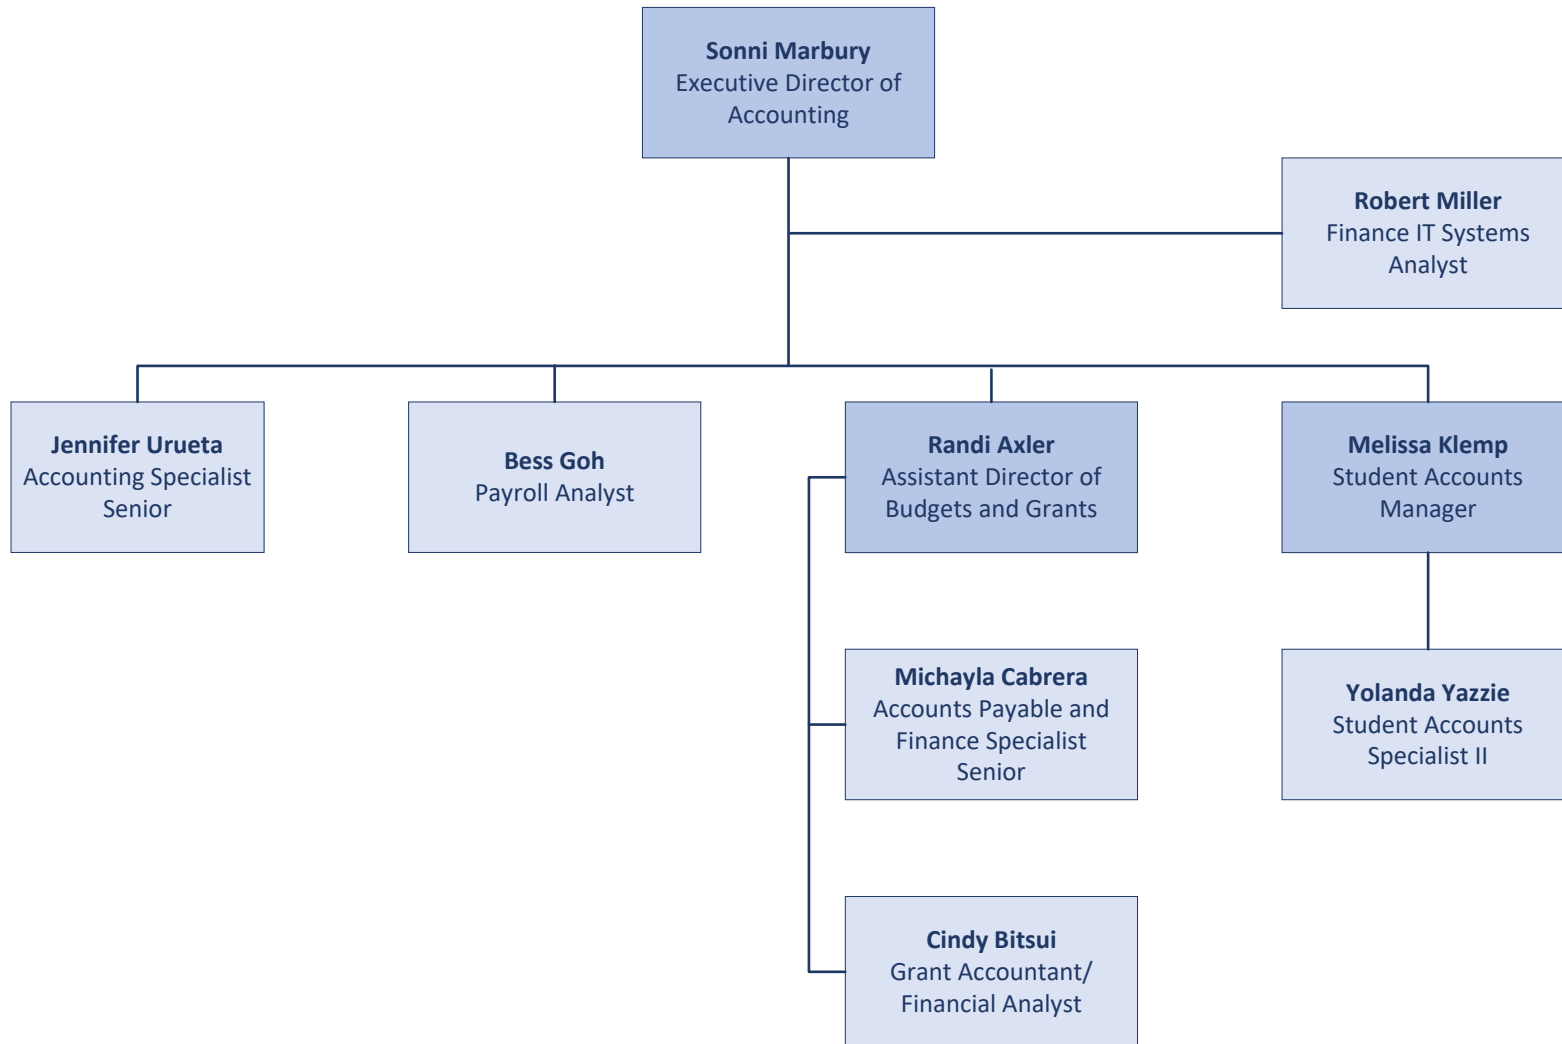 Sonni Marbury
Executive Director of
Accounting
Robert Miller
Finance IT Systems
Analyst
Jennifer Urueta
Accounting Specialist
Senior
Bess Goh
Payroll Analyst
Randi Axler
Assistant Director of
Budgets and Grants
Melissa Klemp
Student Accounts
Manager
Michayla Cabrera
Accounts Payable and
Finance Specialist
Senior
Yolanda Yazzie
Student Accounts
Specialist II
Cindy Bitsui
Grant Accountant/
Financial Analyst